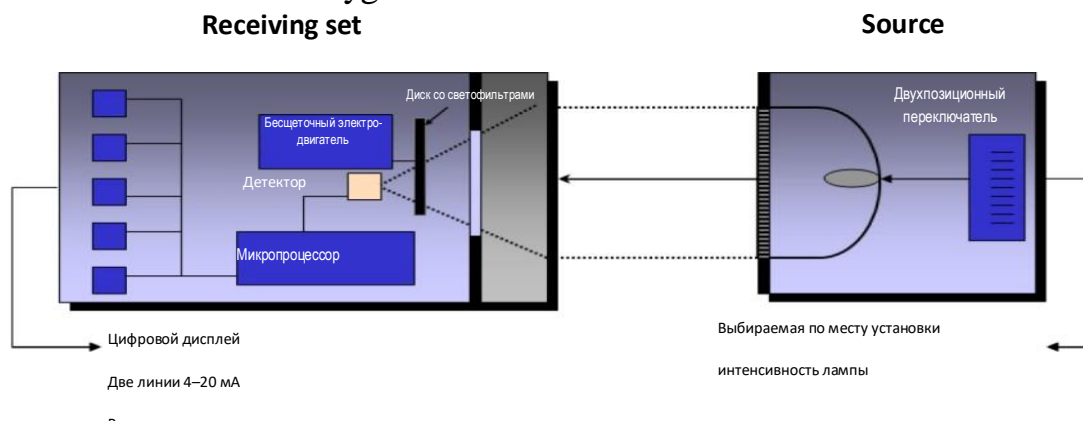 Receiving set
Source
Диск со светофильтрами
Бесщеточный электро-
двигатель
Детектор
Микропроцессор
Двухпозиционный
переключатель
Цифровой дисплей
Две линии 4–20 мА
Выбираемая по месту установки
интенсивность лампы